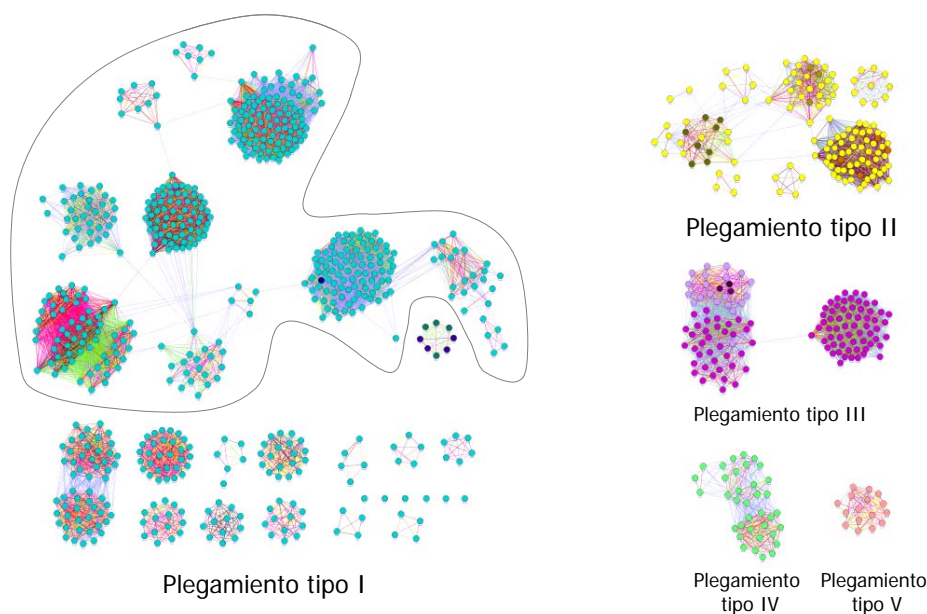 Plegamiento tipo II
Plegamiento tipo III
Plegamiento tipo I
Plegamiento
tipo IV
Plegamiento
tipo V